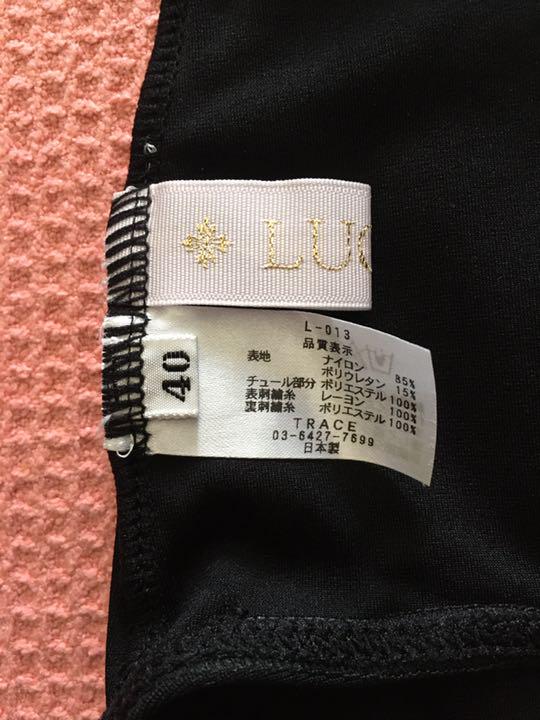 LUC
40
L-013
品質表示
表地 ナイロン 85%
ポリウレタン 15%
チュール部分 ポリエステル 100%
表刺繍糸 レーヨン 100%
裏刺繍糸 ポリエステル 100%
TRACE
03-6427-7699
日本製